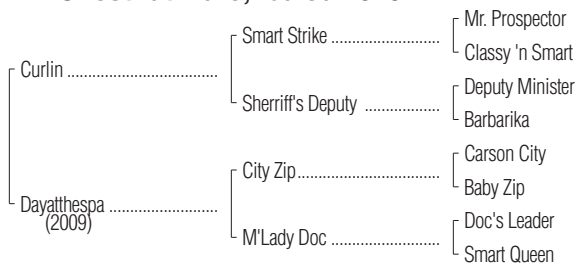 Mr. Prospector
Smart Strike ........................
Classy 'n Smart
Curlin .................................
Deputy Minister
Sherriff's Deputy ................
Barbarika
Carson City
City Zip...............................
Baby Zip
Dayatthespa ........................
(2009)
Doc's Leader
M'Lady Doc ........................
Smart Queen